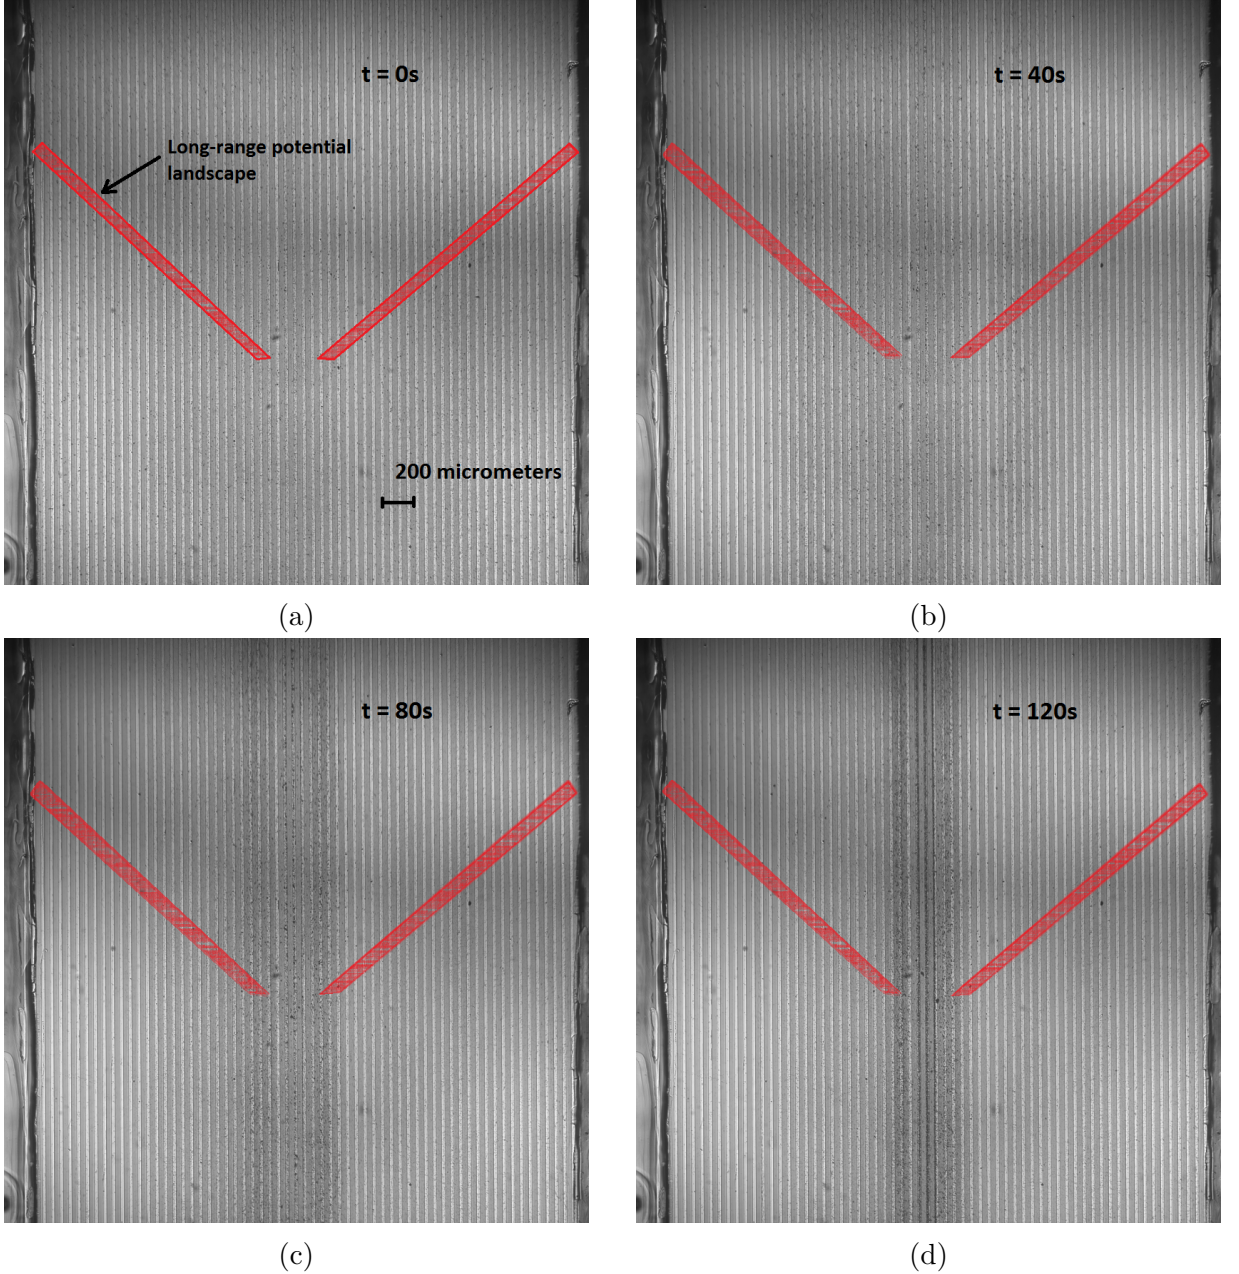 t = 0s
Long-range potential
landscape
200 micrometers
(a)
t = 40s
(b)
t = 80s
(c)
t = 120s
(d)